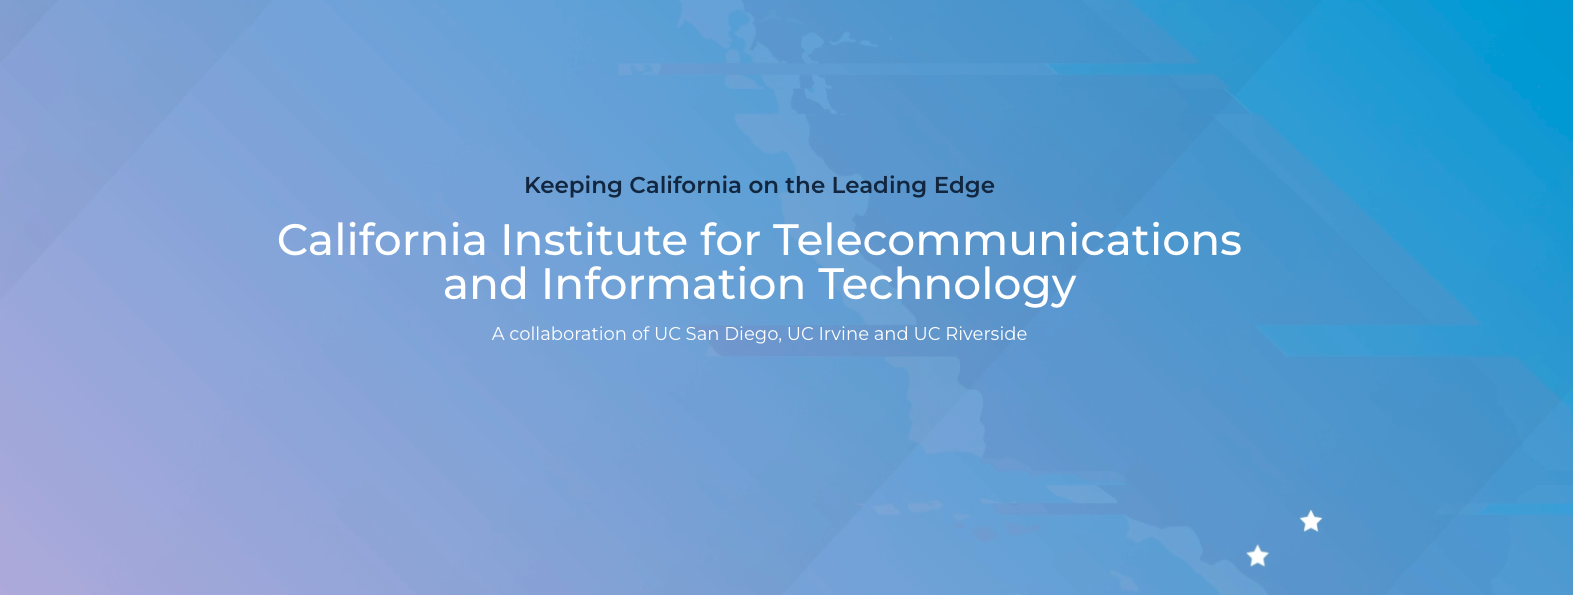 Keeping California on the Leading Edge
California Institute for Telecommunications
and Information Technology
A collaboration of UC San Diego, UC Irvine and UC Riverside